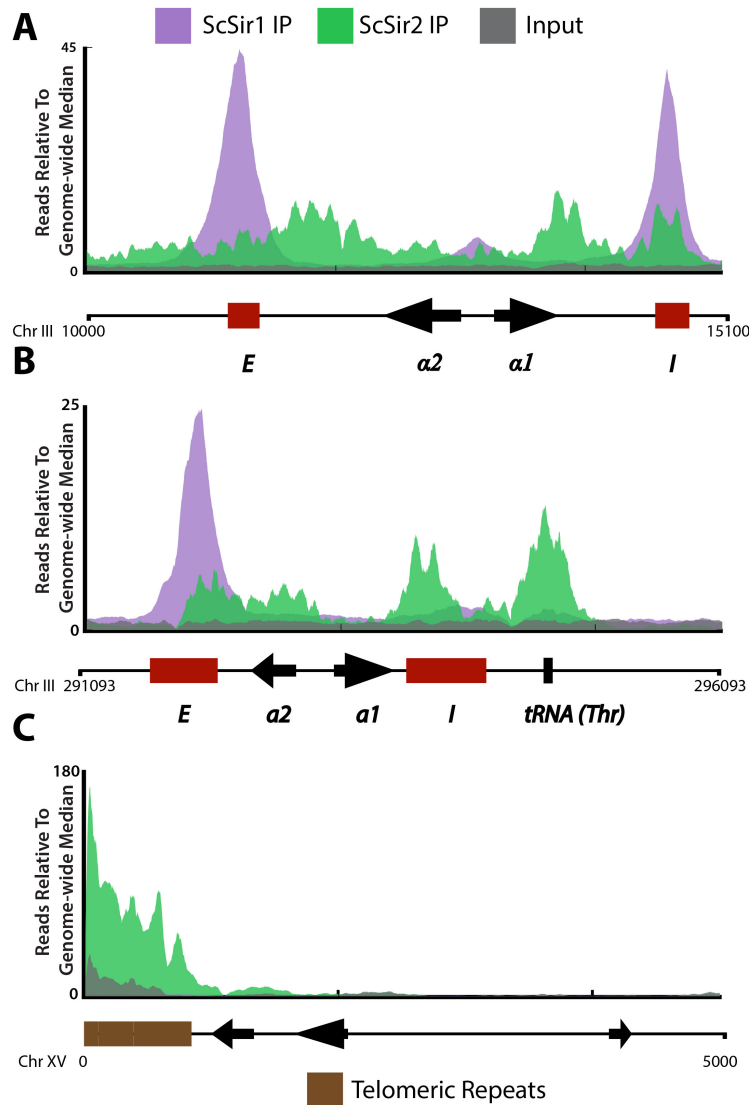 A
ScSir1 IP ScSir2 IP Input
45
Reads Relative To
Genome-wide Median
0
Chr III 10000 15100
E α2 α1 I
B
25
Reads Relative To
Genome-wide Median
0
Chr III 291093 296093
E a2 a1 I tRNA (Thr)
C
180
Reads Relative To
Genome-wide Median
0
Chr XV 0 5000
Telomeric Repeats